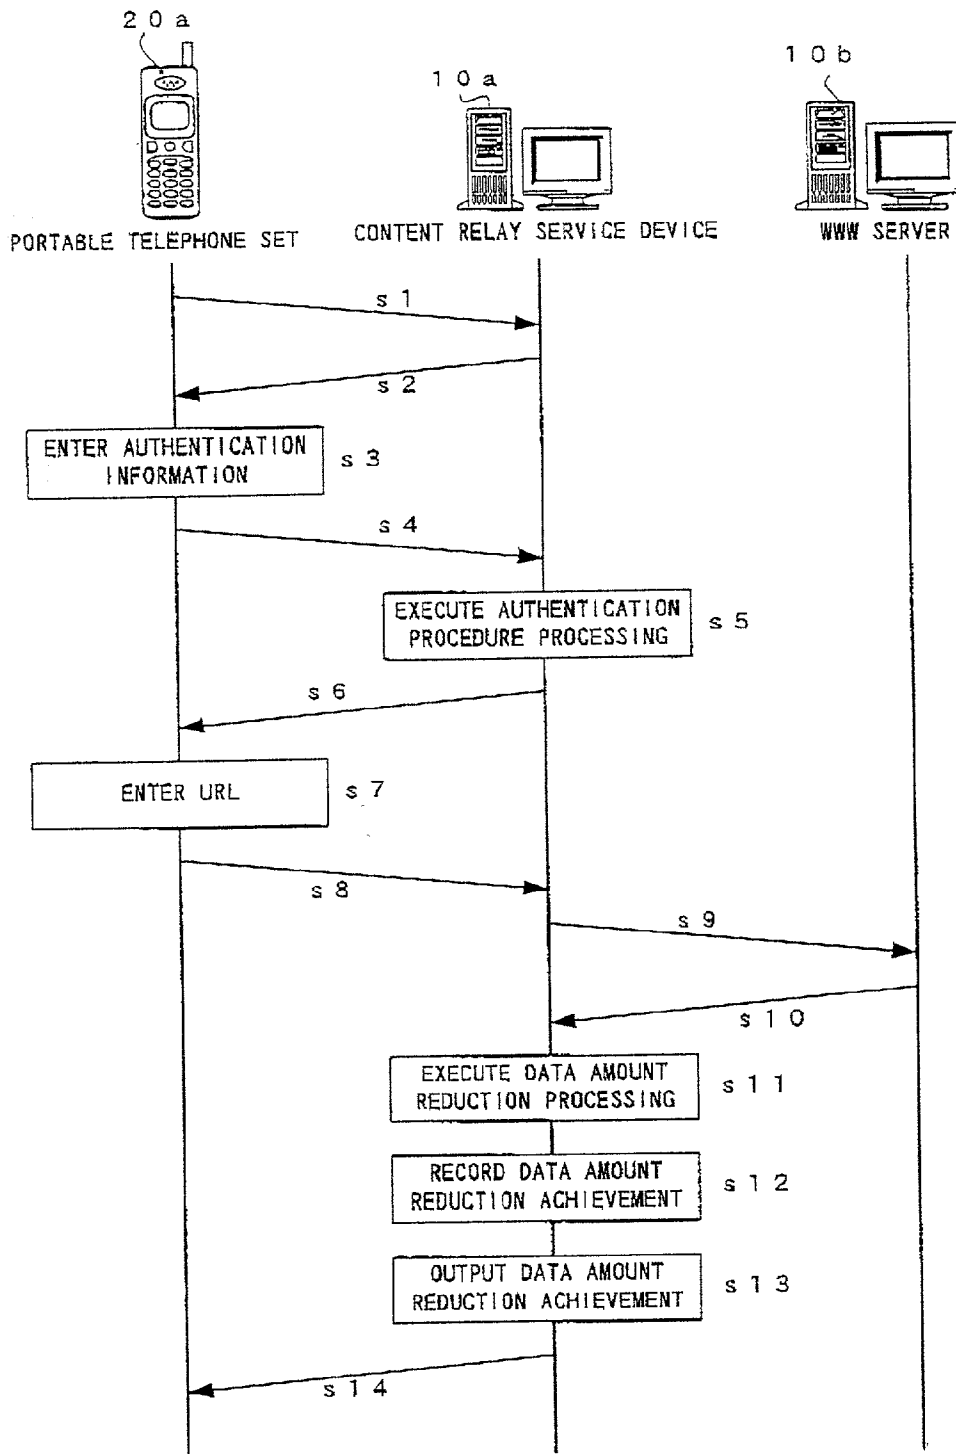 20a
10a
10b
PORTABLE TELEPHONE SET
CONTENT RELAY SERVICE DEVICE
WWW SERVER
s1
s2
ENTER AUTHENTICATION
INFORMATION
s3
s4
EXECUTE AUTHENTICATION
PROCEDURE PROCESSING
s5
s6
ENTER URL
s7
s8
s9
s10
EXECUTE DATA AMOUNT
REDUCTION PROCESSING
s11
RECORD DATA AMOUNT
REDUCTION ACHIEVEMENT
s12
OUTPUT DATA AMOUNT
REDUCTION ACHIEVEMENT
s13
s14